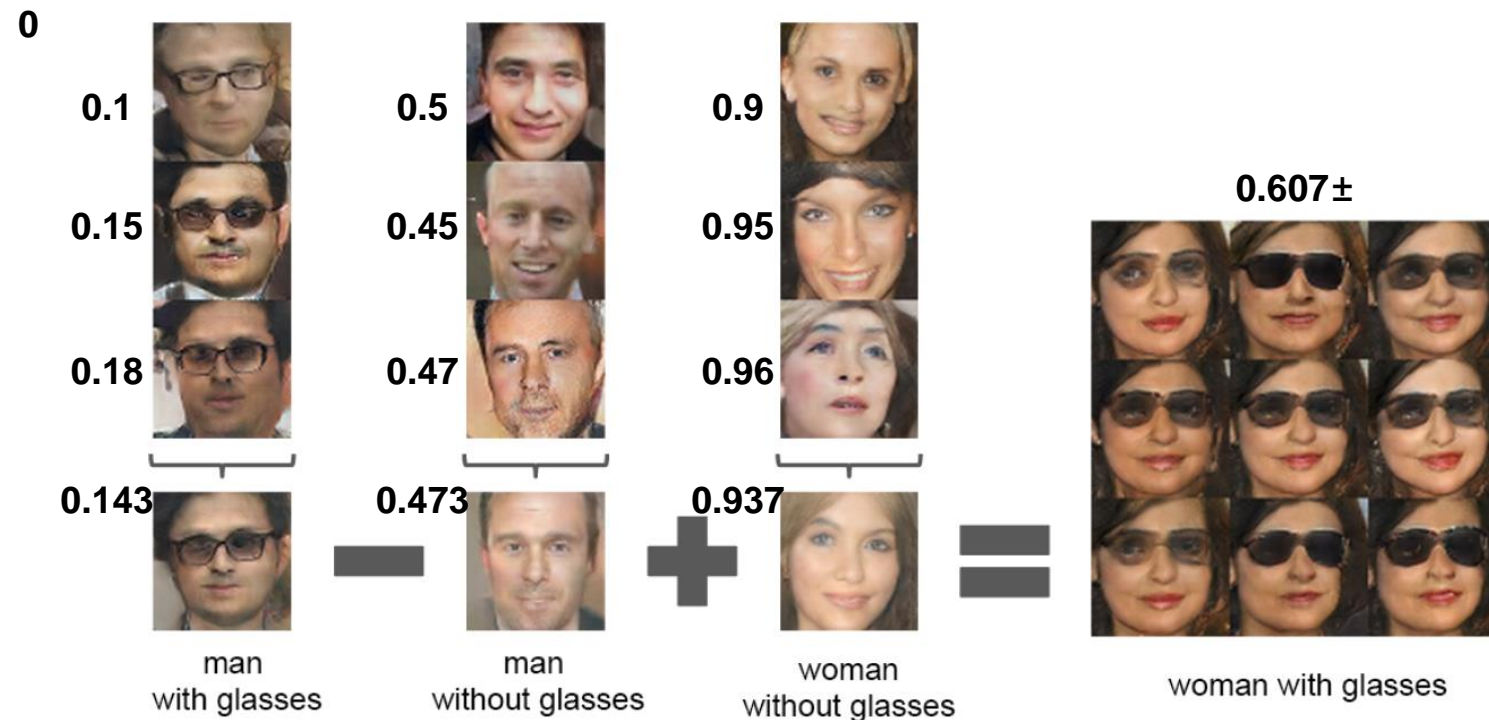 0
0.1 0.5 0.9
0.607±
0.15 0.45 0.95
0.18 0.47 0.96
0.143 0.473 0.937
man
with glasses
man
without glasses
woman
without glasses
woman with glasses